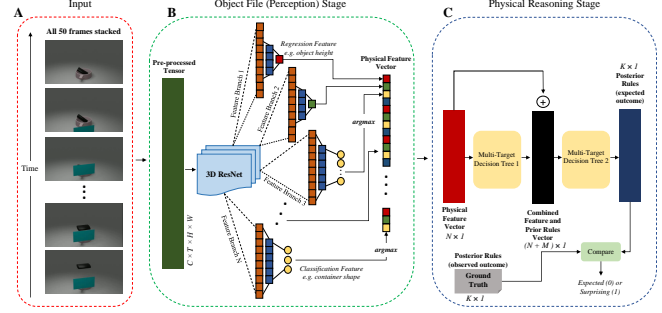 Input
Object File (Perception) Stage
Physical Reasoning Stage
A
All 50 frames stacked
Time
B
Pre-processed
Tensor
C × T × H × W
3D ResNet
Feature Branch 1
Feature Branch 2
Feature Branch 3
Feature Branch N
Regression Feature
e.g. object height
Physical Feature
Vector
argmax
argmax
Classification Feature
e.g. container shape
C
K × 1
Posterior Rules
(expected
outcome)
+
Multi-Target
Decision Tree 1
Multi-Target
Decision Tree 2
Physical
Feature Vector
N × 1
Combined
Feature and
Prior Rules
Vector
(N + M) × 1
Posterior Rules
(observed outcome)
Ground
Truth
K × 1
Compare
Expected (0) or
Surprising (1)